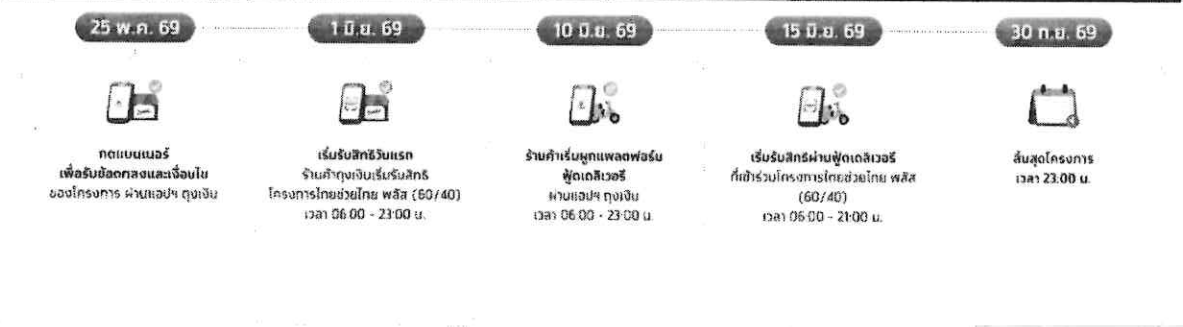 25 พ.ค. 69
กดแบนเนอร์
เพื่อรับข้อตกลงและเงื่อนไข
ของโครงการ ผ่านแอปฯ ถุงเงิน
1 มิ.ย. 69
เริ่มรับสิทธิวันแรก
ร้านค้าถุงเงินเริ่มรับสิทธิ
โครงการไทยช่วยไทย พลัส (60/40)
เวลา 06:00 - 23:00 น.
10 มิ.ย. 69
ร้านค้าเริ่มผูกแพลตฟอร์ม
ฟู้ดเดลิเวอรี
ผ่านแอปฯ ถุงเงิน
เวลา 06:00 - 23:00 น.
15 มิ.ย. 69
เริ่มรับสิทธิผ่านฟู้ดเดลิเวอรี
ที่เข้าร่วมโครงการไทยช่วยไทย พลัส
(60/40)
เวลา 06:00 - 21:00 น.
30 ก.ย. 69
สิ้นสุดโครงการ
เวลา 23:00 น.